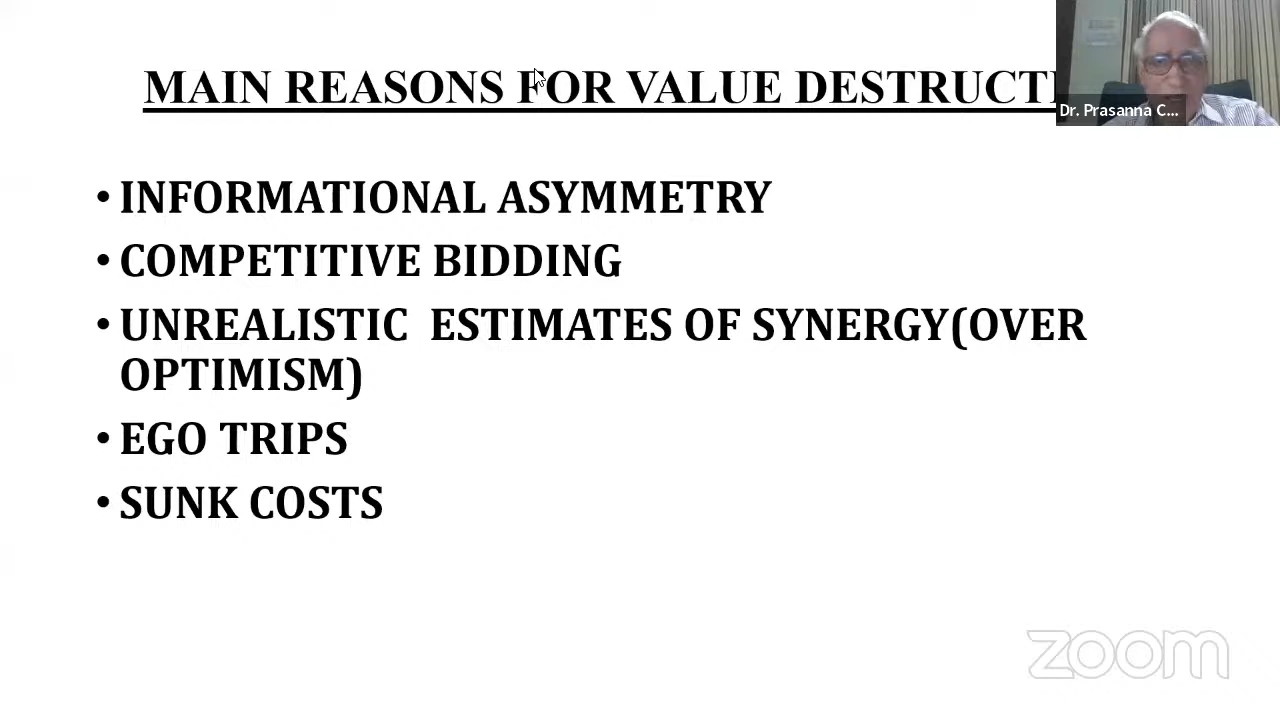 MAIN REASONS FOR VALUE DESTRUCTI
Dr. Prasanna C...
• INFORMATIONAL ASYMMETRY
• COMPETITIVE BIDDING
• UNREALISTIC ESTIMATES OF SYNERGY(OVER
OPTIMISM)
• EGO TRIPS
• SUNK COSTS
zoom